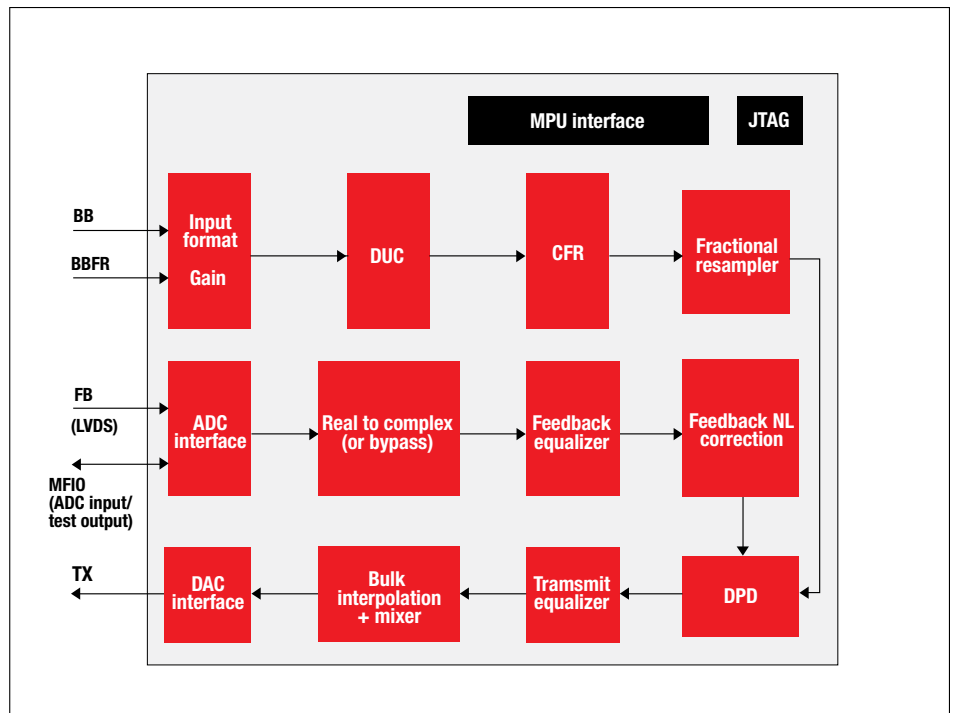 MPU interface
JTAG
BB
BBFR
Input
format
Gain
DUC
CFR
Fractional
resampler
FB
(LVDS)
MFIO
(ADC input/
test output)
ADC
interface
Real to complex
(or bypass)
Feedback
equalizer
Feedback NL
correction
TX
DAC
interface
Bulk
interpolation
+ mixer
Tramsmit
equalizer
DPD